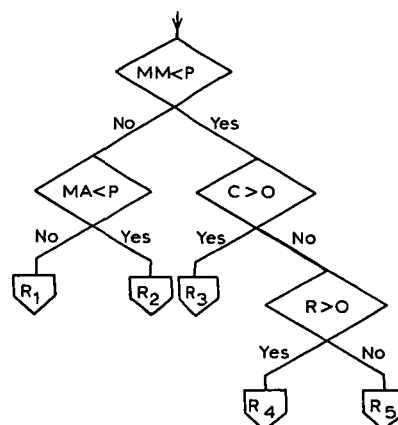 MM<P
No Yes
MA<P C>O
No Yes Yes No
R1 R2 R3 R>O
Yes No
R4 R5